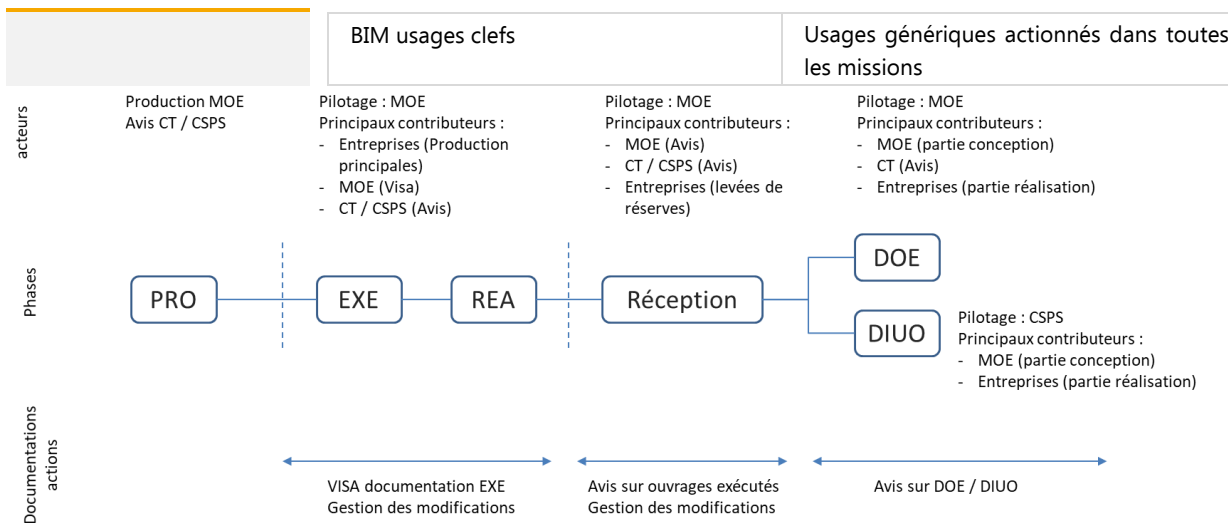 BIM usages clefs
Usages génériques actionnés dans toutes
les missions
acteurs
Production MOE
Avis CT / CSPS
Pilotage : MOE
Principaux contributeurs :
- Entreprises (Production
principales)
- MOE (Visa)
- CT / CSPS (Avis)
Pilotage : MOE
Principaux contributeurs :
- MOE (Avis)
- CT / CSPS (Avis)
- Entreprises (levées de
réserves)
Pilotage : MOE
Principaux contributeurs :
- MOE (partie conception)
- CT (Avis)
- Entreprises (partie réalisation)
Phases
PRO
EXE
REA
Réception
DOE
DIUO
Pilotage : CSPS
Principaux contributeurs :
- MOE (partie conception)
- Entreprises (partie réalisation)
Documentations
actions
VISA documentation EXE
Gestion des modifications
Avis sur ouvrages exécutés
Gestion des modifications
Avis sur DOE / DIUO